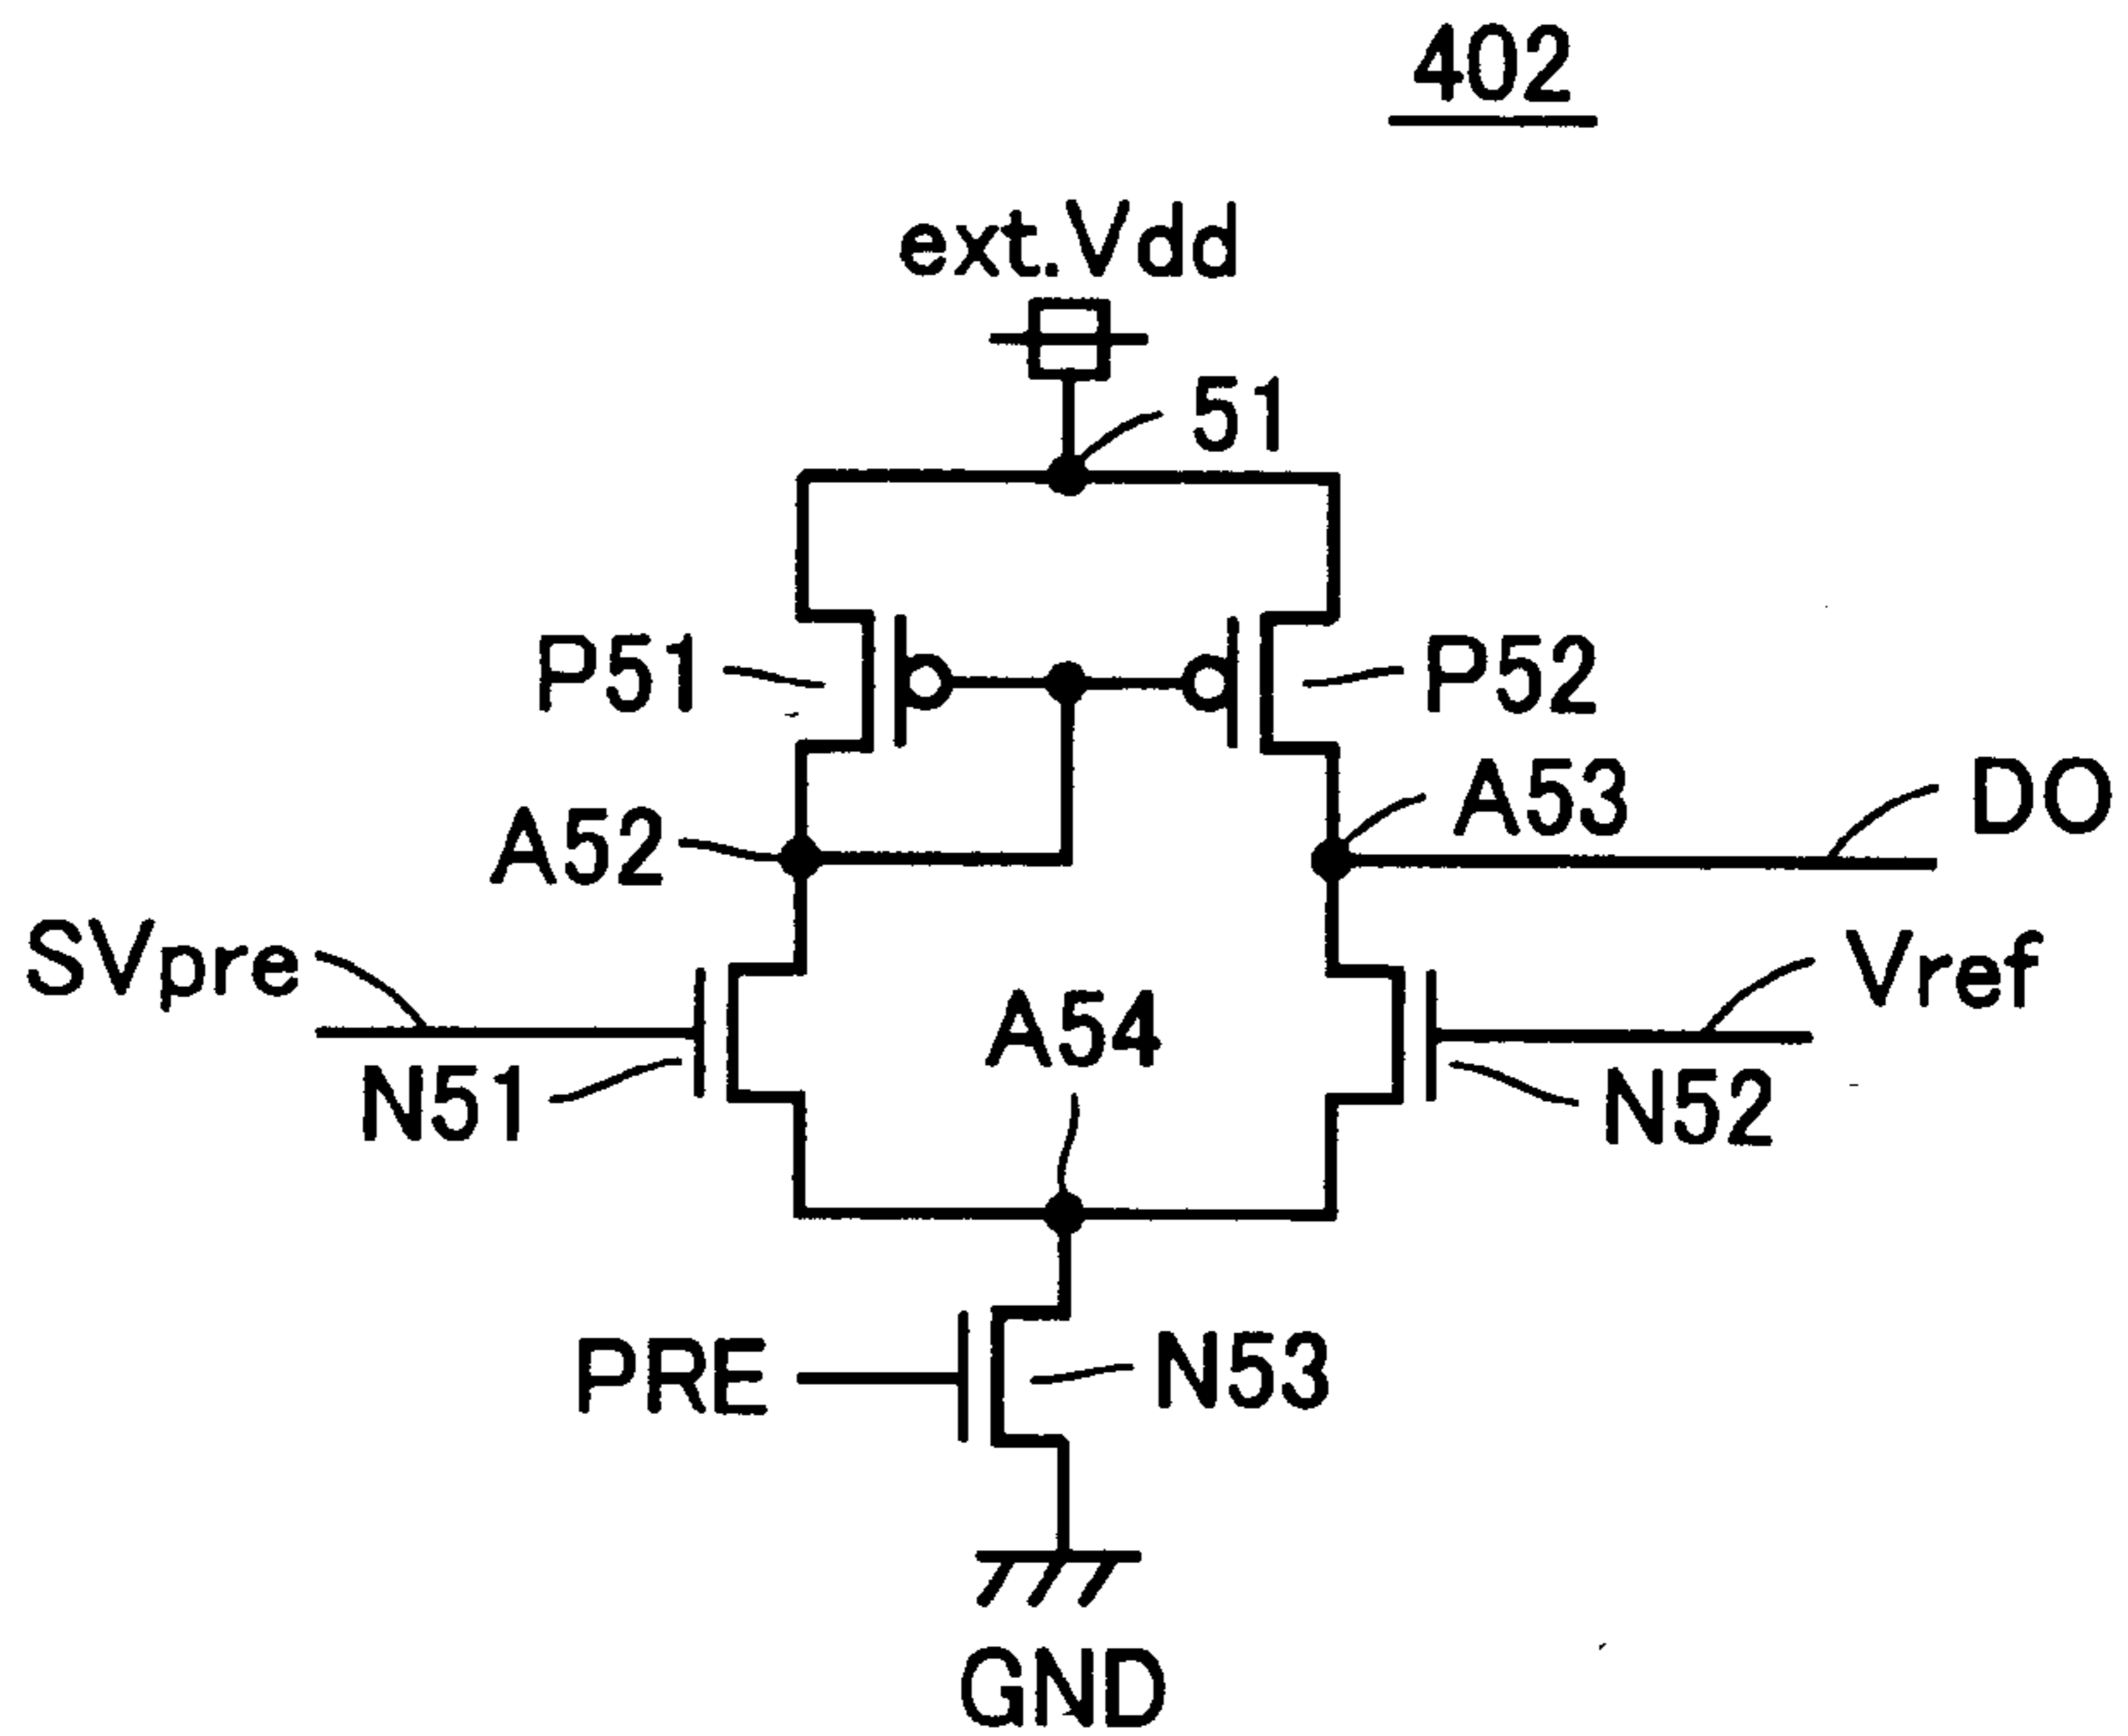 402
ext.Vdd
51
P51
P52
A52
A53
DO
SVpre
Vref
A54
N51
N52
PRE
N53
GND